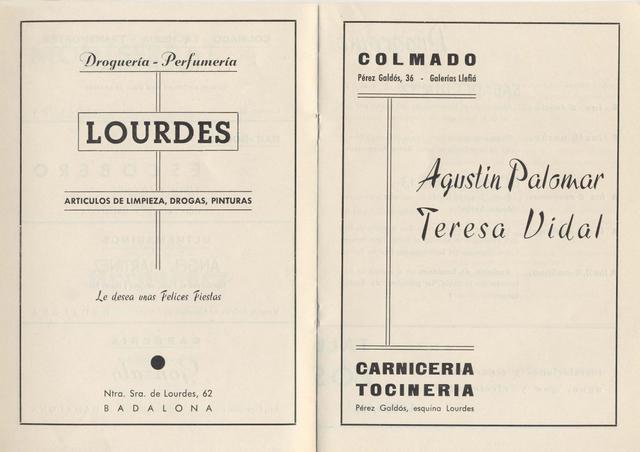 Droguería - Perfumería
LOURDES
ARTICULOS DE LIMPIEZA, DROGAS, PINTURAS
Le desea unas Felices Fiestas
Ntra. Sra. de Lourdes, 62
BADALONA
COLMADO
Pérez Galdós, 36 - Galerías Llefiá
Agustín Palomar
Teresa Vidal
CARNICERIA
TOCINERIA
Pérez Galdós, esquina Lourdes